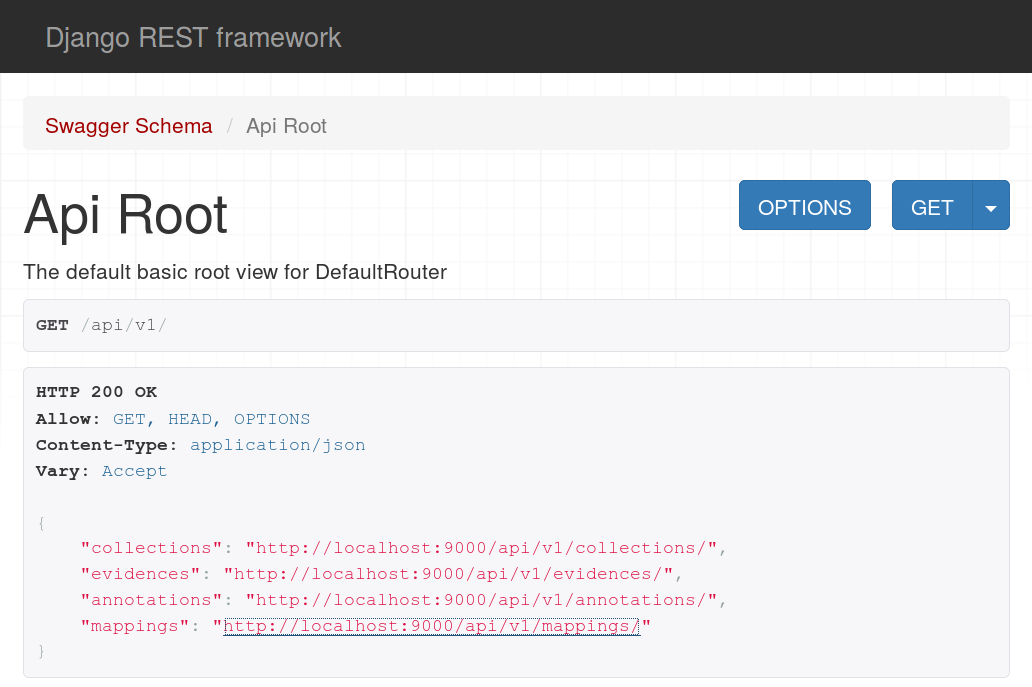 Django REST framework
Swagger Schema / Api Root
Api Root
OPTIONS GET
The default basic root view for DefaultRouter
GET /api/v1/
HTTP 200 OK
Allow: GET, HEAD, OPTIONS
Content-Type: application/json
Vary: Accept
{
    "collections": "http://localhost:9000/api/v1/collections/",
    "evidences": "http://localhost:9000/api/v1/evidences/",
    "annotations": "http://localhost:9000/api/v1/annotations/",
    "mappings": "http://localhost:9000/api/v1/mappings/"
}